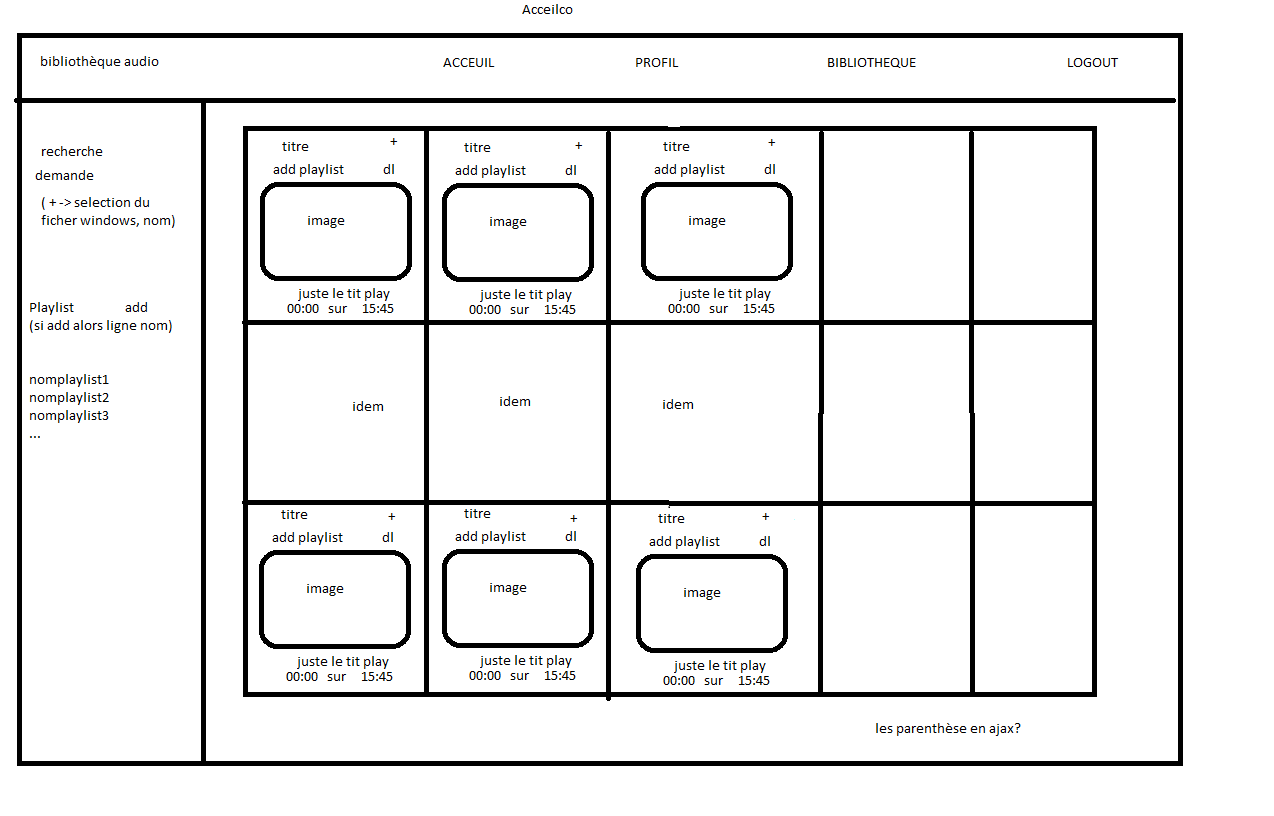 Acceilco
bibliothèque audio ACCEUIL PROFIL BIBLIOTHEQUE LOGOUT
recherche
demande
( + -> selection du
ficher windows, nom)
Playlist add
(si add alors ligne nom)
nomplaylist1
nomplaylist2
nomplaylist3
...
titre +
add playlist dl
image
juste le tit play
00:00 sur 15:45
titre +
add playlist dl
image
juste le tit play
00:00 sur 15:45
titre +
add playlist dl
image
juste le tit play
00:00 sur 15:45
idem
idem
idem
titre +
add playlist dl
image
juste le tit play
00:00 sur 15:45
titre +
add playlist dl
image
juste le tit play
00:00 sur 15:45
titre +
add playlist dl
image
juste le tit play
00:00 sur 15:45
les parenthèse en ajax?